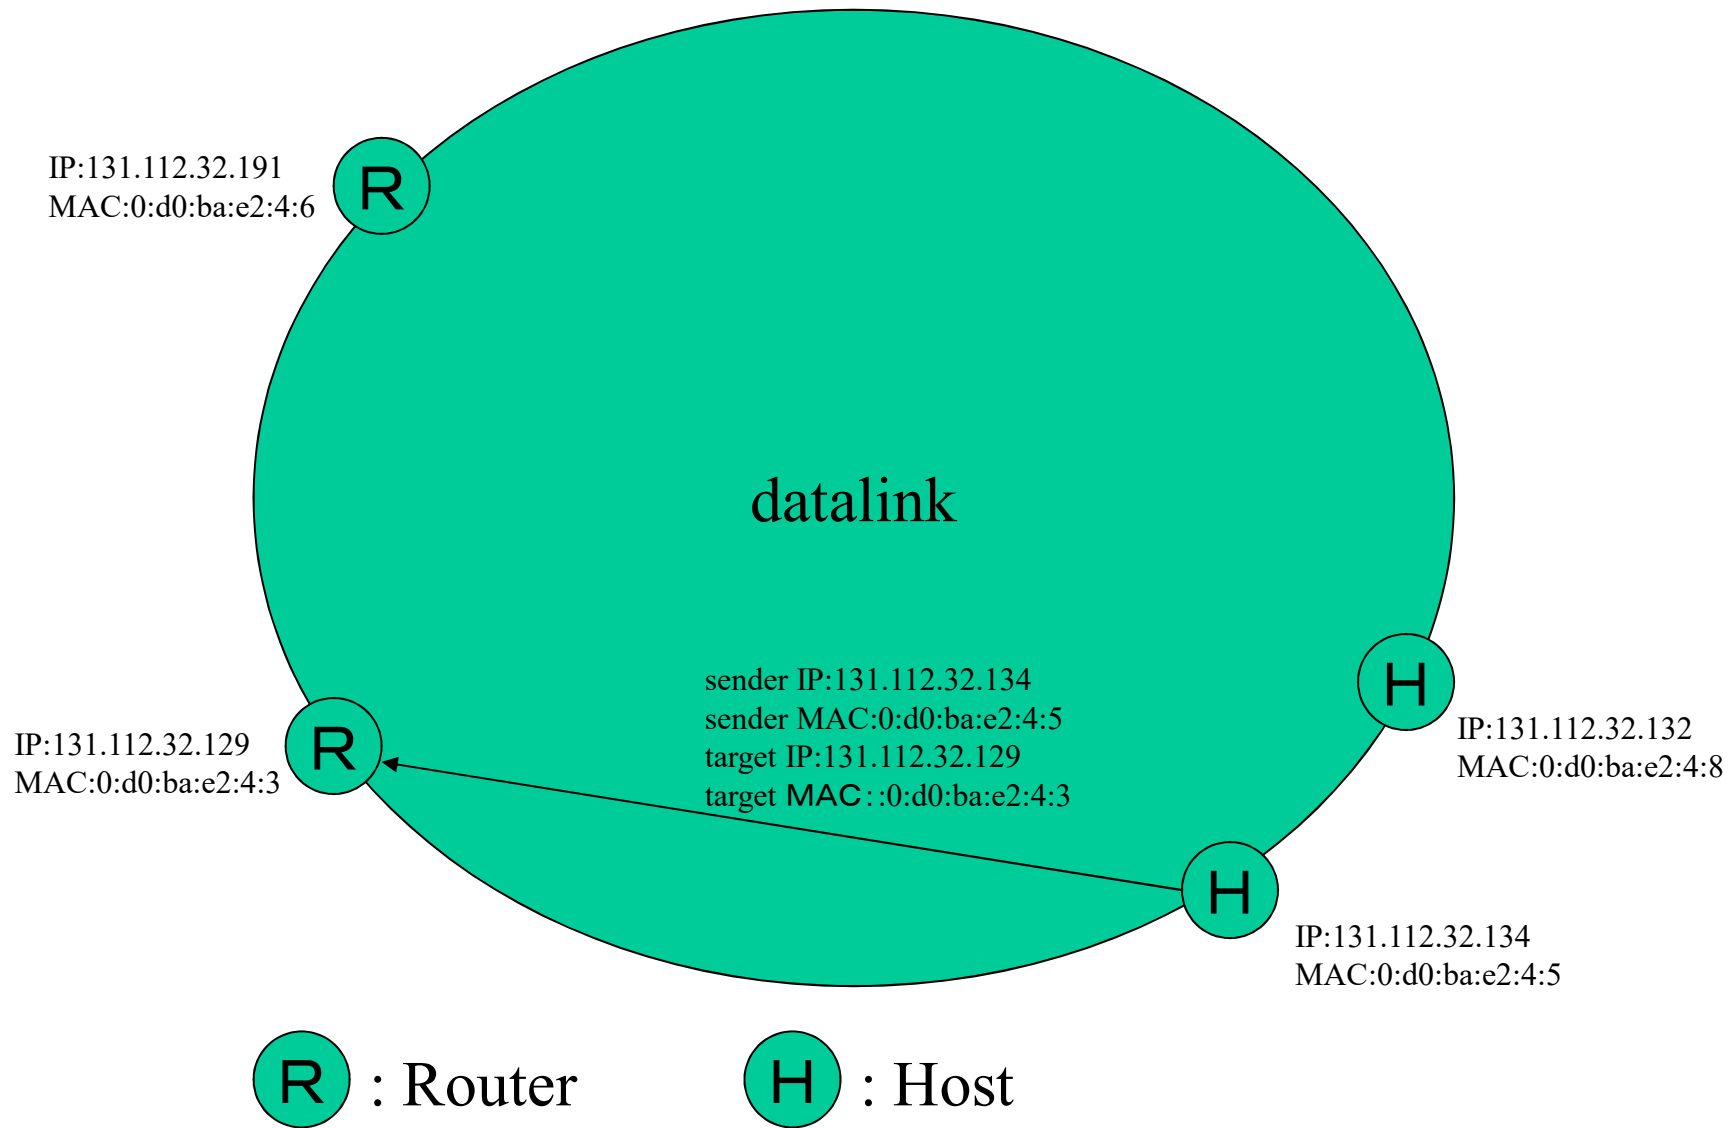 IP:131.112.32.191
MAC:0:d0:ba:e2:4:6
R
datalink
sender IP:131.112.32.134
sender MAC:0:d0:ba:e2:4:5
target IP:131.112.32.129
target MAC::0:d0:ba:e2:4:3
H
IP:131.112.32.132
MAC:0:d0:ba:e2:4:8
IP:131.112.32.129
MAC:0:d0:ba:e2:4:3
R
H
IP:131.112.32.134
MAC:0:d0:ba:e2:4:5
R : Router
H : Host